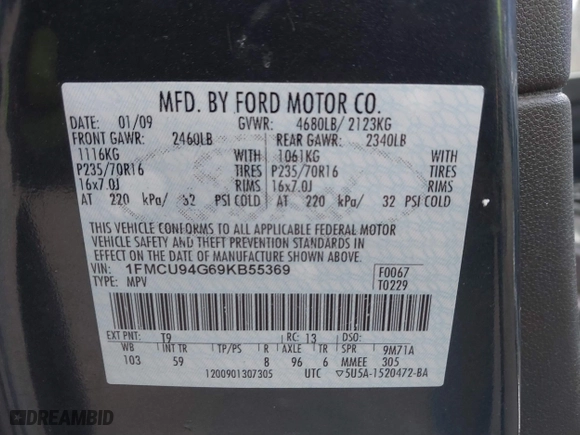 MFD. BY FORD MOTOR CO.
DATE: 01/09 GVWR: 4680LB/ 2123KG
FRONT GAWR: 2460LB REAR GAWR: 2340LB
1116KG WITH 1061KG WITH
P235/70R16 TIRES P235/70R16 TIRES
16x7.0J RIMS 16x7.0J RIMS
AT 220 kPa/ 32 PSI COLD AT 220 kPa/ 32 PSI COLD
THIS VEHICLE CONFORMS TO ALL APPLICABLE FEDERAL MOTOR
VEHICLE SAFETY AND THEFT PREVENTION STANDARDS IN EFFECT
ON THE DATE OF MANUFACTURE SHOWN ABOVE.
VIN: 1FMCU94G69KB55369 F0067
TYPE: MPV T0229
EXT PNT: T9 RC: 13 DSO:
WB INT TR TP/PS R AXLE TR SPR 9M71A
103 59 8 96 6 MMEE 305
1200901307305 UTC ▽5U5A-1520472-BA
DREAMBID